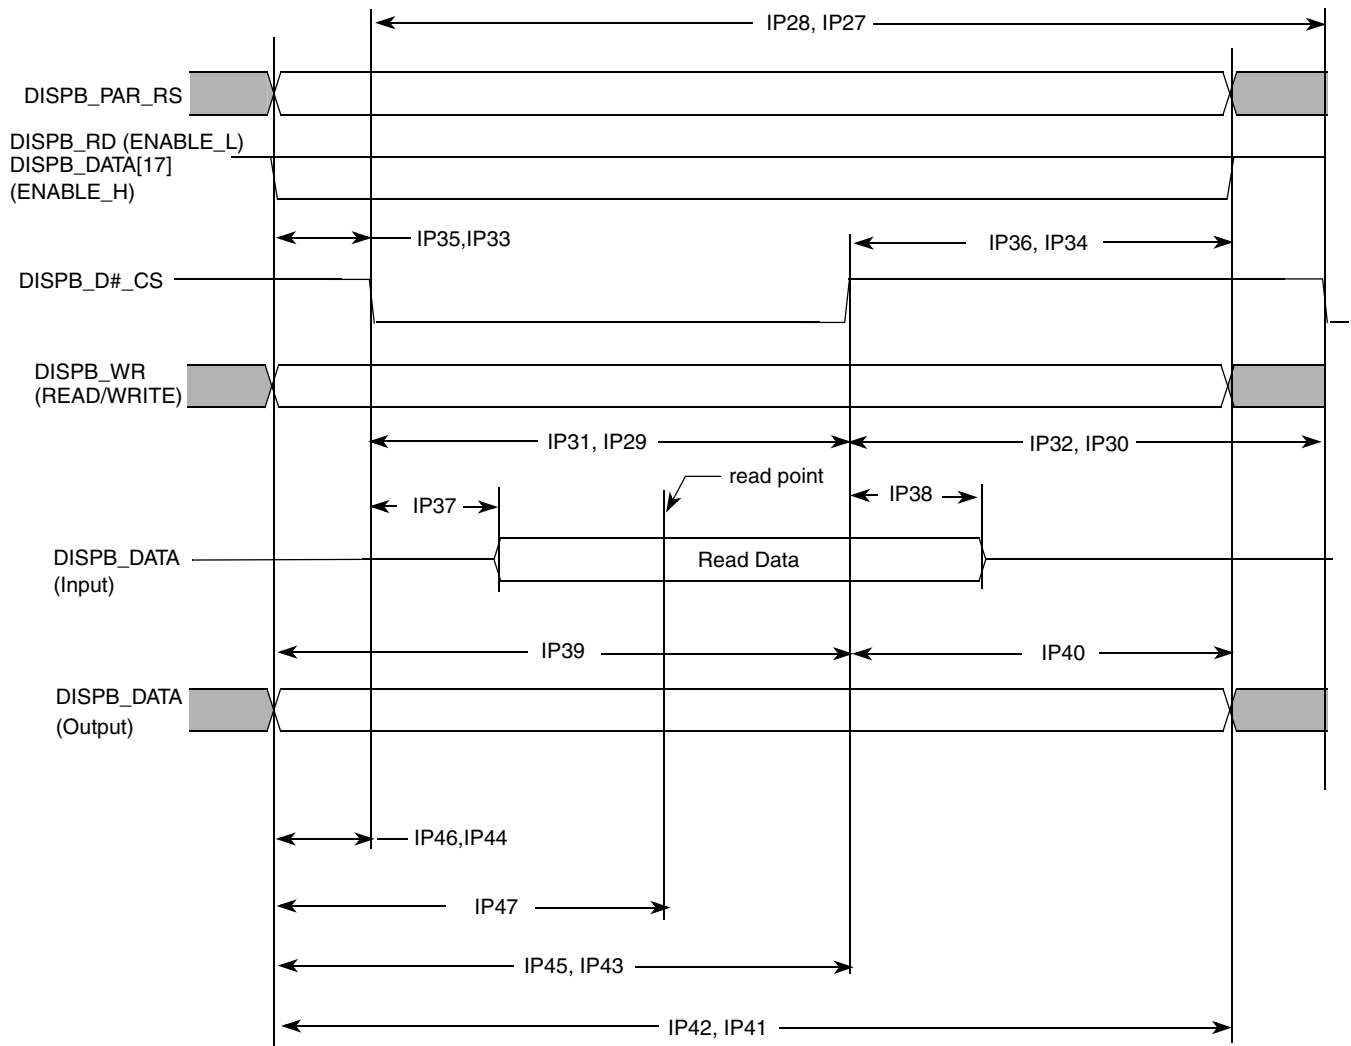 IP28, IP27
DISPB_PAR_RS
DISPB_RD (ENABLE_L)
DISPB_DATA[17]
(ENABLE_H)
IP35,IP33
IP36, IP34
DISPB_D#_CS
DISPB_WR
(READ/WRITE)
IP31, IP29
IP32, IP30
read point
IP37
IP38
DISPB_DATA
(Input)
Read Data
IP39
IP40
DISPB_DATA
(Output)
IP46,IP44
IP47
IP45, IP43
IP42, IP41